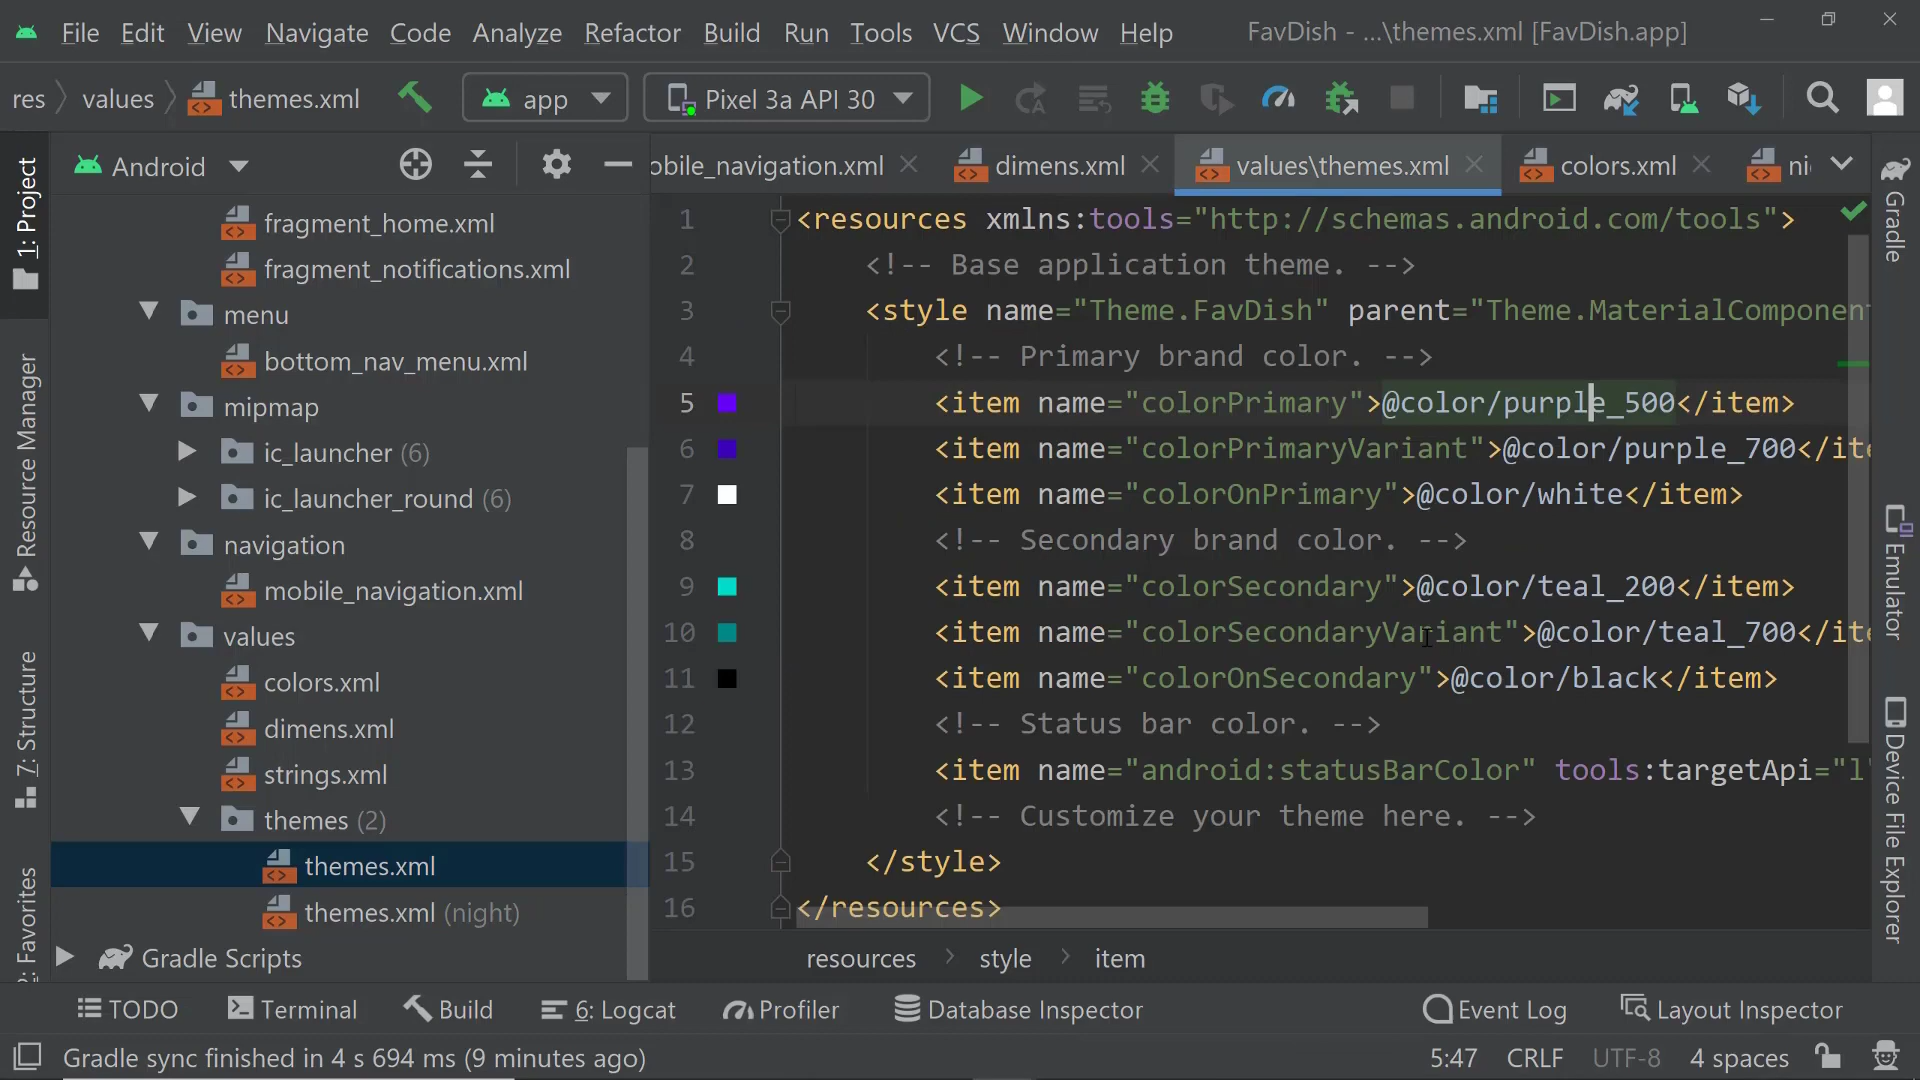 File Edit View Navigate Code Analyze Refactor Build Run Tools VCS Window Help FavDish - ...\themes.xml [FavDish.app]
res values themes.xml app Pixel 3a API 30
1: Project
Resource Manager
7: Structure
2: Favorites
Android
fragment_home.xml
fragment_notifications.xml
menu
bottom_nav_menu.xml
mipmap
ic_launcher (6)
ic_launcher_round (6)
navigation
mobile_navigation.xml
values
colors.xml
dimens.xml
strings.xml
themes (2)
themes.xml
themes.xml (night)
Gradle Scripts
obile_navigation.xml dimens.xml values\themes.xml colors.xml ni
1 <resources xmlns:tools="http://schemas.android.com/tools">
2 <!-- Base application theme. -->
3 <style name="Theme.FavDish" parent="Theme.MaterialComponen
4 <!-- Primary brand color. -->
5 <item name="colorPrimary">@color/purple_500</item>
6 <item name="colorPrimaryVariant">@color/purple_700</ite
7 <item name="colorOnPrimary">@color/white</item>
8 <!-- Secondary brand color. -->
9 <item name="colorSecondary">@color/teal_200</item>
10 <item name="colorSecondaryVariant">@color/teal_700</ite
11 <item name="colorOnSecondary">@color/black</item>
12 <!-- Status bar color. -->
13 <item name="android:statusBarColor" tools:targetApi="l"
14 <!-- Customize your theme here. -->
15 </style>
16 </resources>
resources style item
Gradle
Emulator
Device File Explorer
TODO Terminal Build 6: Logcat Profiler Database Inspector Event Log Layout Inspector
Gradle sync finished in 4 s 694 ms (9 minutes ago) 5:47 CRLF UTF-8 4 spaces